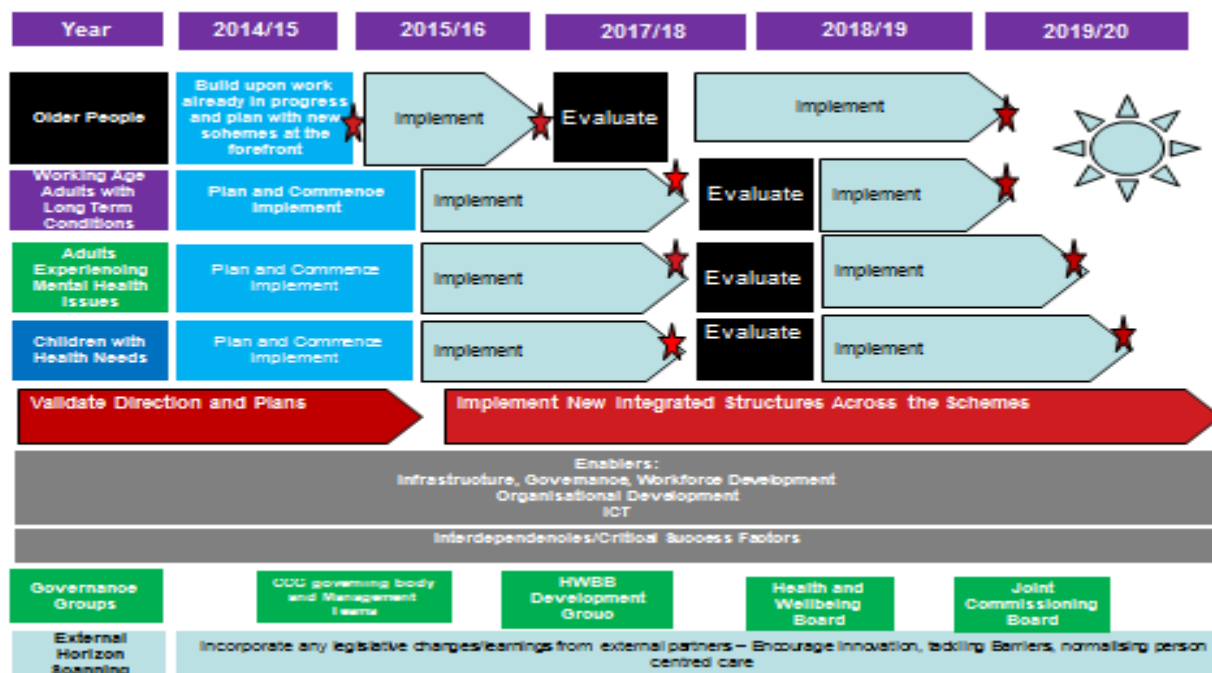 Year
2014/15
2015/16
2017/18
2018/19
2019/20
Older People
Build upon work
already in progress
and plan with new
schemes at the
forefront
Implement
Evaluate
Implement
Working Age
Adults with
Long Term
Conditions
Plan and Commence
Implement
Implement
Evaluate
Implement
Adults
Experiencing
Mental Health
Issues
Plan and Commence
Implement
Implement
Evaluate
Implement
Children with
Health Needs
Plan and Commence
Implement
Implement
Evaluate
Implement
Validate Direction and Plans
Implement New Integrated Structures Across the Schemes
Enablers:
Infrastructure, Governance, Workforce Development
Organisational Development
ICT
Interdependencies/Critical Success Factors
Governance
Groups
CCG governing body
and Management
Teams
HWBB
Development
Group
Health and
Wellbeing
Board
Joint
Commissioning
Board
External
Horizon
Scanning
Incorporate any legislative changes/learnings from external partners – Encourage Innovation, tackling Barriers, normalising person
centred care